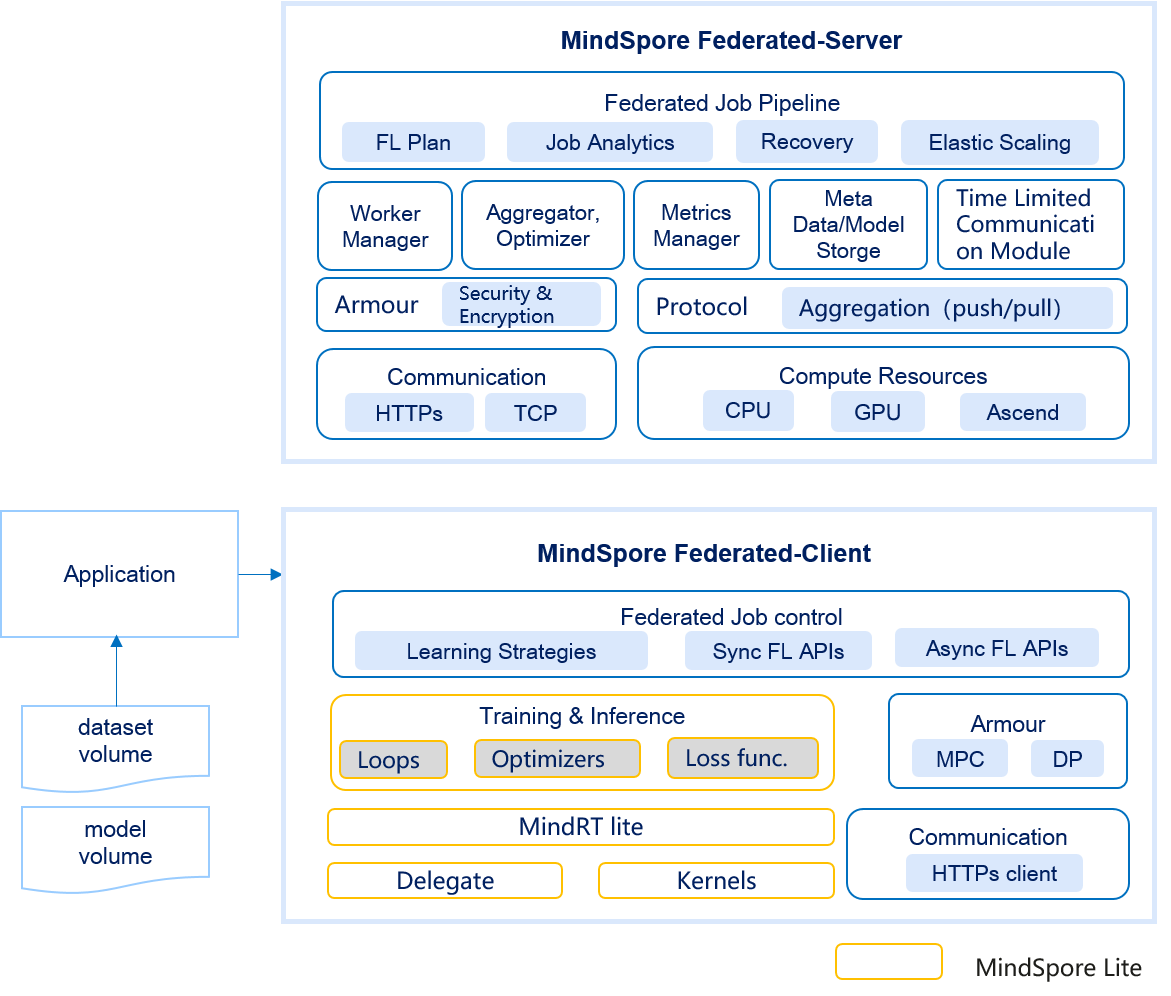 MindSpore Federated-Server
Federated Job Pipeline
FL Plan
Job Analytics
Recovery
Elastic Scaling
Worker
Manager
Aggregator,
Optimizer
Metrics
Manager
Meta
Data/Model
Storge
Time Limited
Communicati
on Module
Armour
Security &
Encryption
Protocol
Aggregation（push/pull）
Communication
HTTPs
TCP
Compute Resources
CPU
GPU
Ascend
Application
dataset
volume
model
volume
MindSpore Federated-Client
Federated Job control
Learning Strategies
Sync FL APIs
Async FL APIs
Training & Inference
Loops
Optimizers
Loss func.
Armour
MPC
DP
MindRT lite
Delegate
Kernels
Communication
HTTPs client
MindSpore Lite